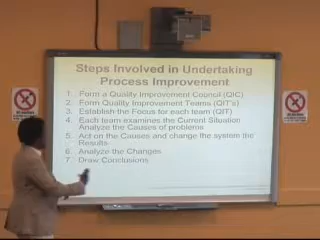 Steps Involved in Undertaking
Process Improvement
1. Form a Quality Improvement Council (QIC)
2. Form Quality Improvement Teams (QIT's)
3. Establish the Focus for each team (QIT)
4. Each team examines the Current Situation
Analyze the Causes of problems
5. Act on the Causes and change the system the
Results
6. Analyze the Changes
7. Draw Conclusions